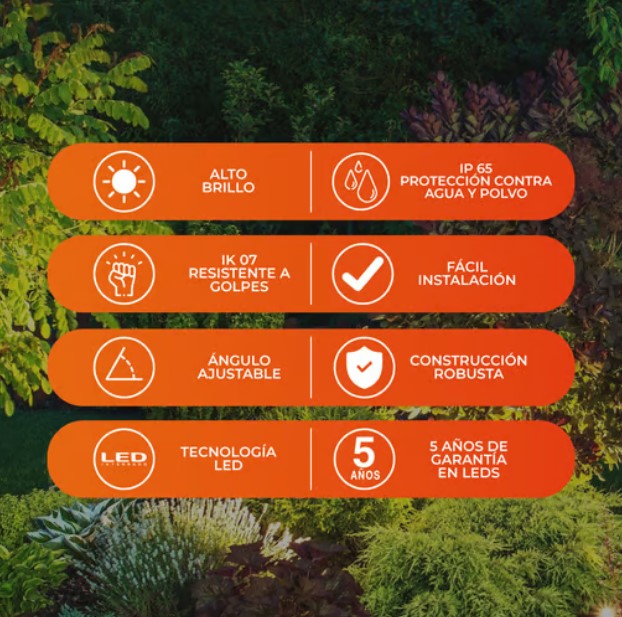 ALTO
BRILLO
IP 65
PROTECCIÓN CONTRA
AGUA Y POLVO
IK 07
RESISTENTE A
GOLPES
FÁCIL
INSTALACIÓN
ÁNGULO
AJUSTABLE
CONSTRUCCIÓN
ROBUSTA
LED
TECNOLOGÍA
LED
5
AÑOS
5 AÑOS DE
GARANTÍA
EN LEDS